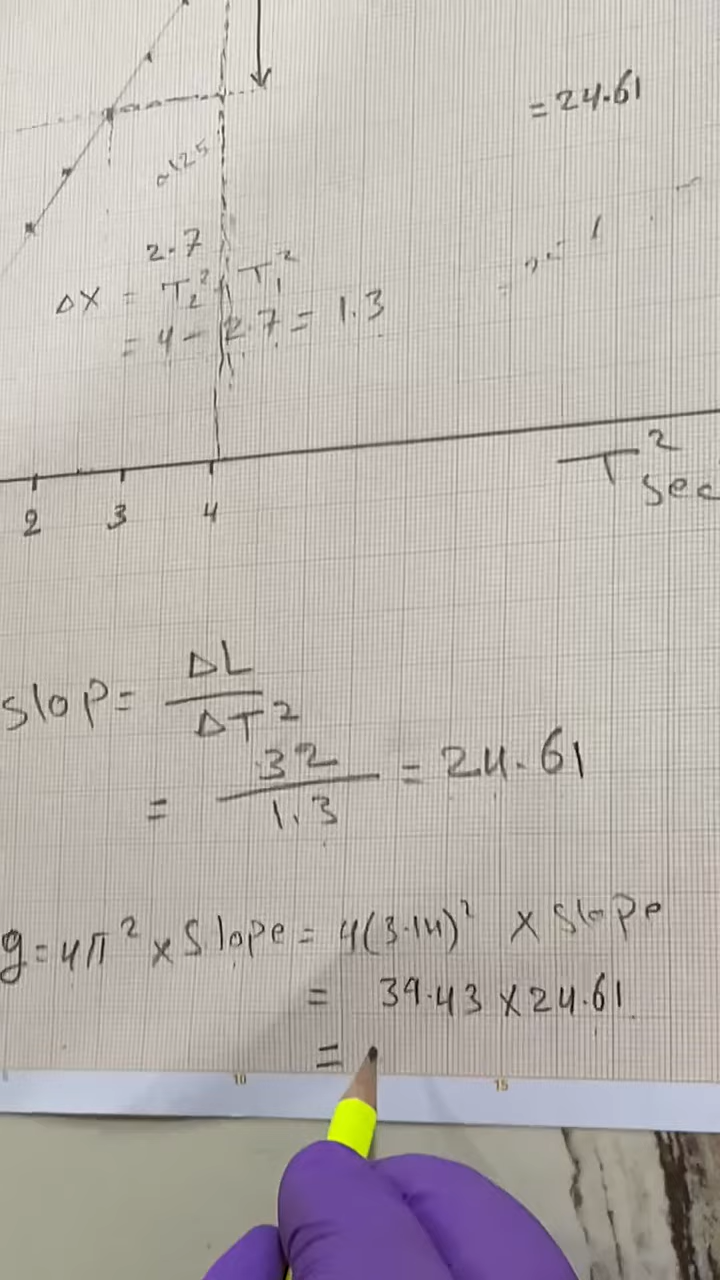 = 24.61
2.7
ΔX = T₂² T₁²
= 4 - 2.7 = 1.3
T² sec
2 3 4
slop = ΔL / ΔT²
= 32 / 1.3 = 24.61
g = 4π² × Slope = 4(3.14)² × Slope
= 39.43 × 24.61
=
10 15